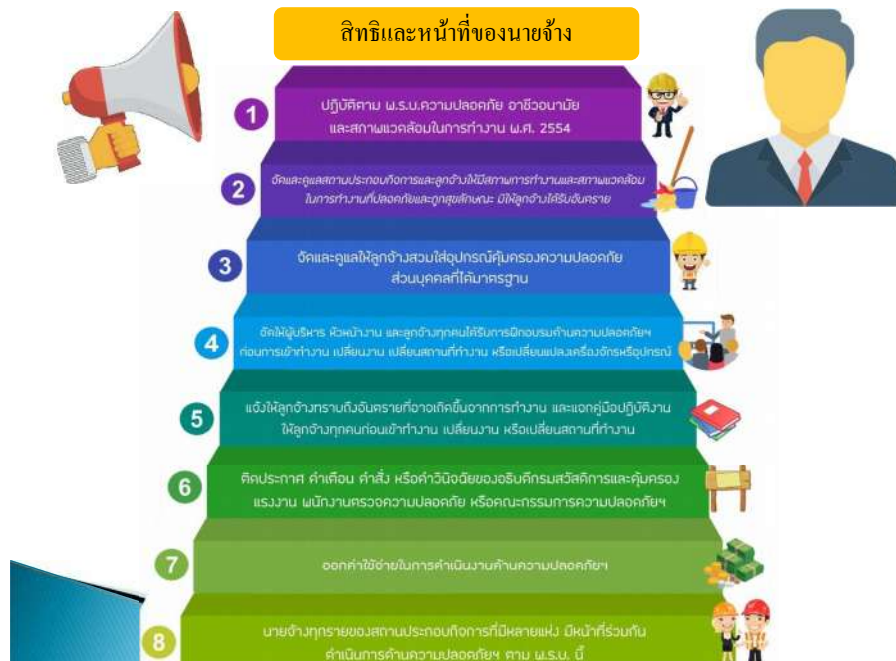 สิทธิและหน้าที่ของนายจ้าง
1
ปฏิบัติตาม พ.ร.บ.ความปลอดภัย อาชีวอนามัย
และสภาพแวดล้อมในการทำงาน พ.ศ. 2554
2
จัดและดูแลสถานประกอบกิจการและลูกจ้างให้มีสภาพการทำงานและสภาพแวดล้อม
ในการทำงานที่ปลอดภัยและถูกสุขลักษณะ มิให้ลูกจ้างได้รับอันตราย
3
จัดและดูแลให้ลูกจ้างสวมใส่อุปกรณ์คุ้มครองความปลอดภัย
ส่วนบุคคลที่ได้มาตรฐาน
4
จัดให้ผู้บริหาร หัวหน้างาน และลูกจ้างทุกคนได้รับการฝึกอบรมด้านความปลอดภัยฯ
ก่อนการเข้าทำงาน เปลี่ยนงาน เปลี่ยนสถานที่ทำงาน หรือเปลี่ยนแปลงเครื่องจักรหรืออุปกรณ์
5
แจ้งให้ลูกจ้างทราบถึงอันตรายที่อาจเกิดขึ้นจากการทำงาน และแจกคู่มือปฏิบัติงาน
ให้ลูกจ้างทุกคนก่อนเข้าทำงาน เปลี่ยนงาน หรือเปลี่ยนสถานที่ทำงาน
6
ติดประกาศ คำเตือน คำสั่ง หรือคำวินิจฉัยของอธิบดีกรมสวัสดิการและคุ้มครอง
แรงงาน พนักงานตรวจความปลอดภัย หรือคณะกรรมการความปลอดภัยฯ
7
ออกค่าใช้จ่ายในการดำเนินงานด้านความปลอดภัยฯ
8
นายจ้างทุกรายของสถานประกอบกิจการที่มีหลายแห่ง มีหน้าที่ร่วมกัน
ดำเนินการด้านความปลอดภัยฯ ตาม พ.ร.บ. นี้